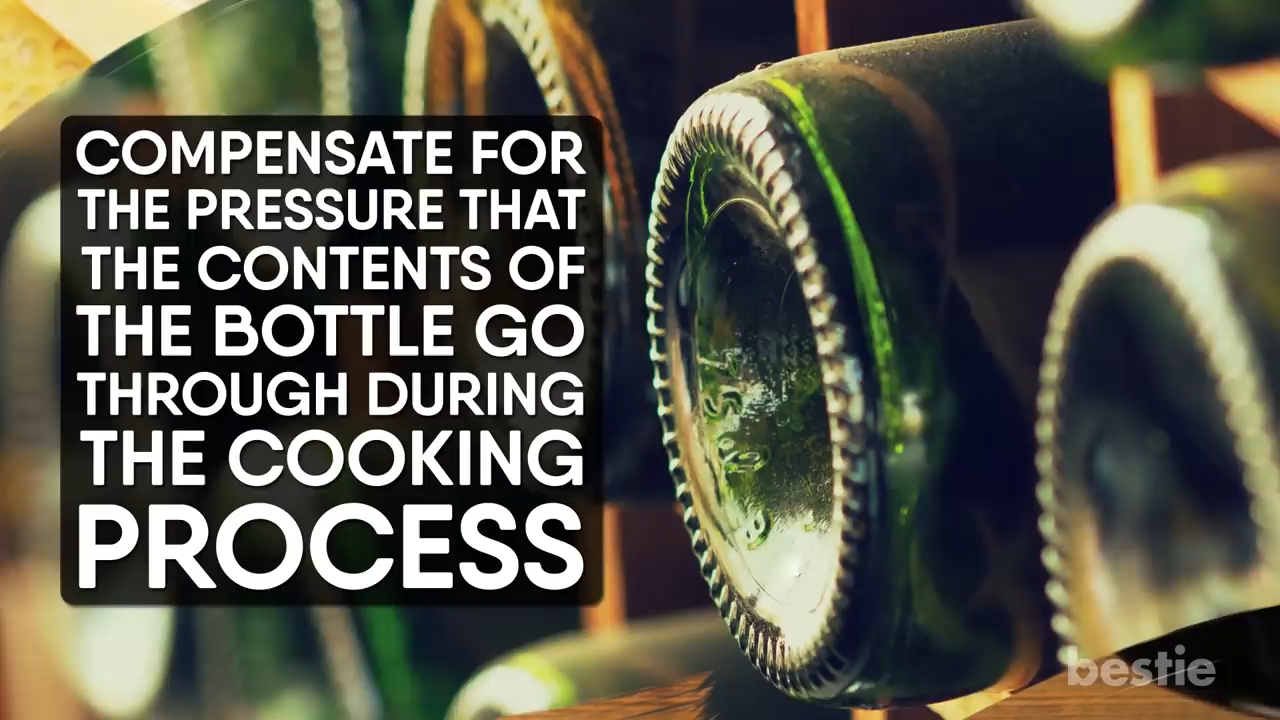 COMPENSATE FOR
THE PRESSURE THAT
THE CONTENTS OF
THE BOTTLE GO
THROUGH DURING
THE COOKING
PROCESS
bestie